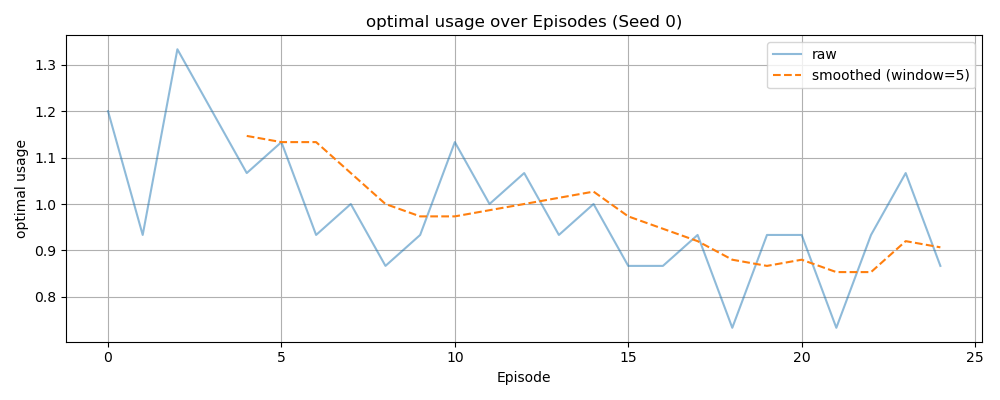 optimal usage over Episodes (Seed 0)
raw
smoothed (window=5)
optimal usage
1.3
1.2
1.1
1.0
0.9
0.8
0 5 10 15 20 25
Episode